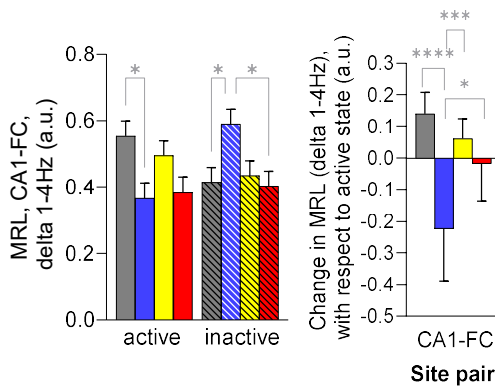 MRL, CA1-FC,
delta 1-4Hz (a.u.)
0.8
0.6
0.4
0.2
0.0
*
*
*
active
inactive
Change in MRL (delta 1-4Hz),
with respect to active state (a.u.)
0.3
0.2
0.1
0.0
-0.1
-0.2
-0.3
-0.4
-0.5
***
****
*
CA1-FC
Site pair